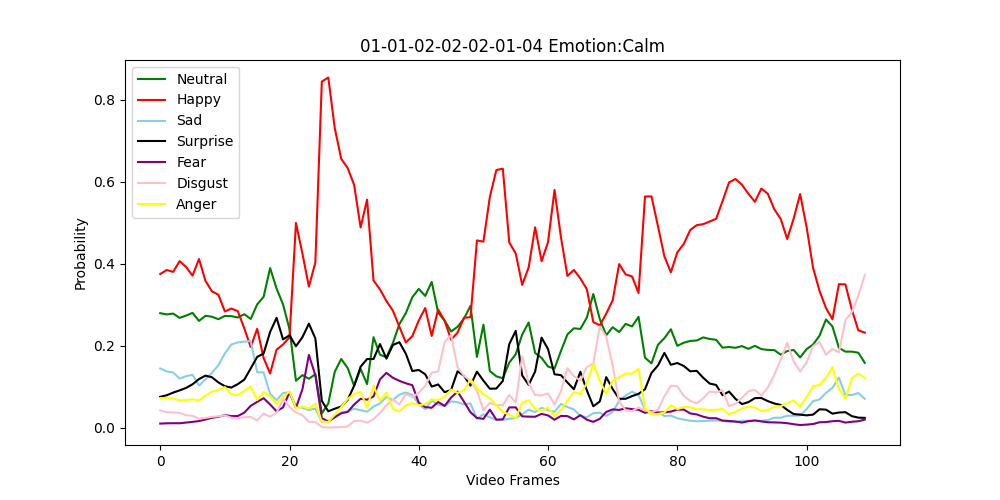 01-01-02-02-02-01-04 Emotion:Calm
Neutral
Happy
Sad
Surprise
Fear
Disgust
Anger
0.8
0.6
0.4
0.2
0.0
Probability
0 20 40 60 80 100
Video Frames